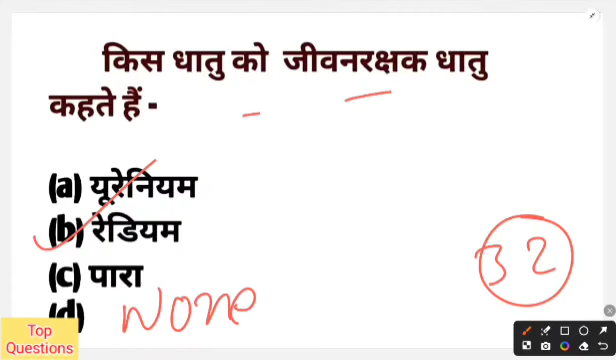 किस धातु को जीवनरक्षक धातु
कहते हैं -
(a) यूरेनियम
(b) रेडियम
(c) पारा
(d) None
32
Top
Questions